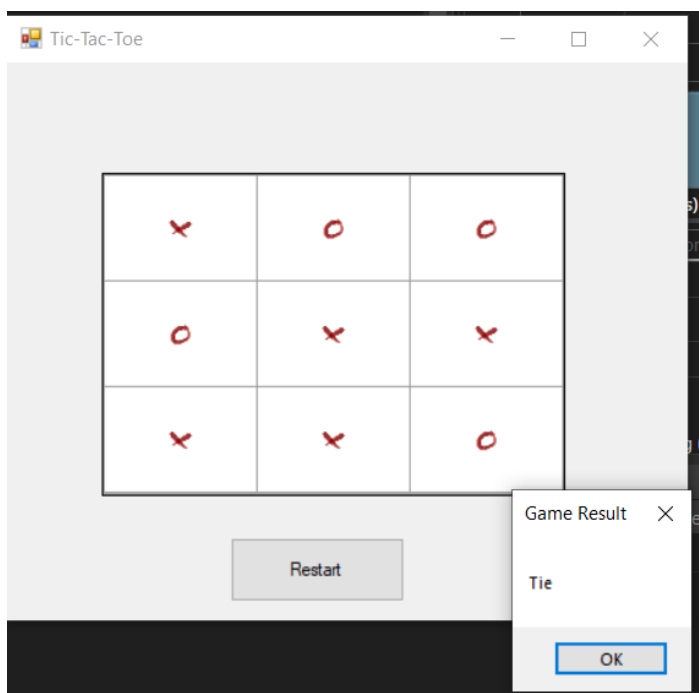 Tic-Tac-Toe
x o o
o x x
x x o
Restart
Game Result
Tie
OK